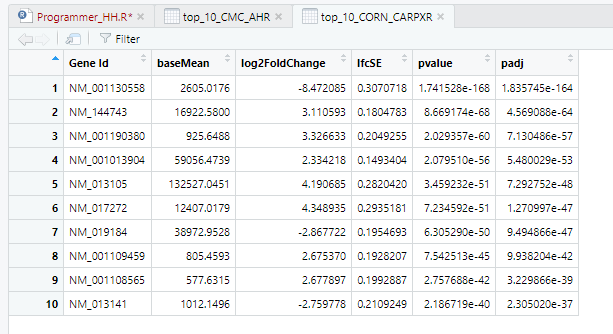 Programmer_HH.R* top_10_CMC_AHR top_10_CORN_CARPXR
Filter
Gene Id baseMean log2FoldChange lfcSE pvalue padj
1 NM_001130558 2605.0176 -8.472085 0.3070718 1.741528e-168 1.835745e-164
2 NM_144743 16922.5800 3.110593 0.1804783 8.669174e-68 4.569088e-64
3 NM_001190380 925.6488 3.326633 0.2049255 2.029357e-60 7.130486e-57
4 NM_001013904 59056.4739 2.334218 0.1493404 2.079510e-56 5.480029e-53
5 NM_013105 132527.0451 4.190685 0.2820420 3.459232e-51 7.292752e-48
6 NM_017272 12407.0179 4.348935 0.2935181 7.234592e-51 1.270997e-47
7 NM_019184 38972.9528 -2.867722 0.1954693 6.305290e-50 9.494866e-47
8 NM_001109459 805.4593 2.675370 0.1928207 7.542513e-45 9.938204e-42
9 NM_001108565 577.6315 2.677897 0.1992887 2.757688e-42 3.229866e-39
10 NM_013141 1012.1496 -2.759778 0.2109249 2.186719e-40 2.305020e-37